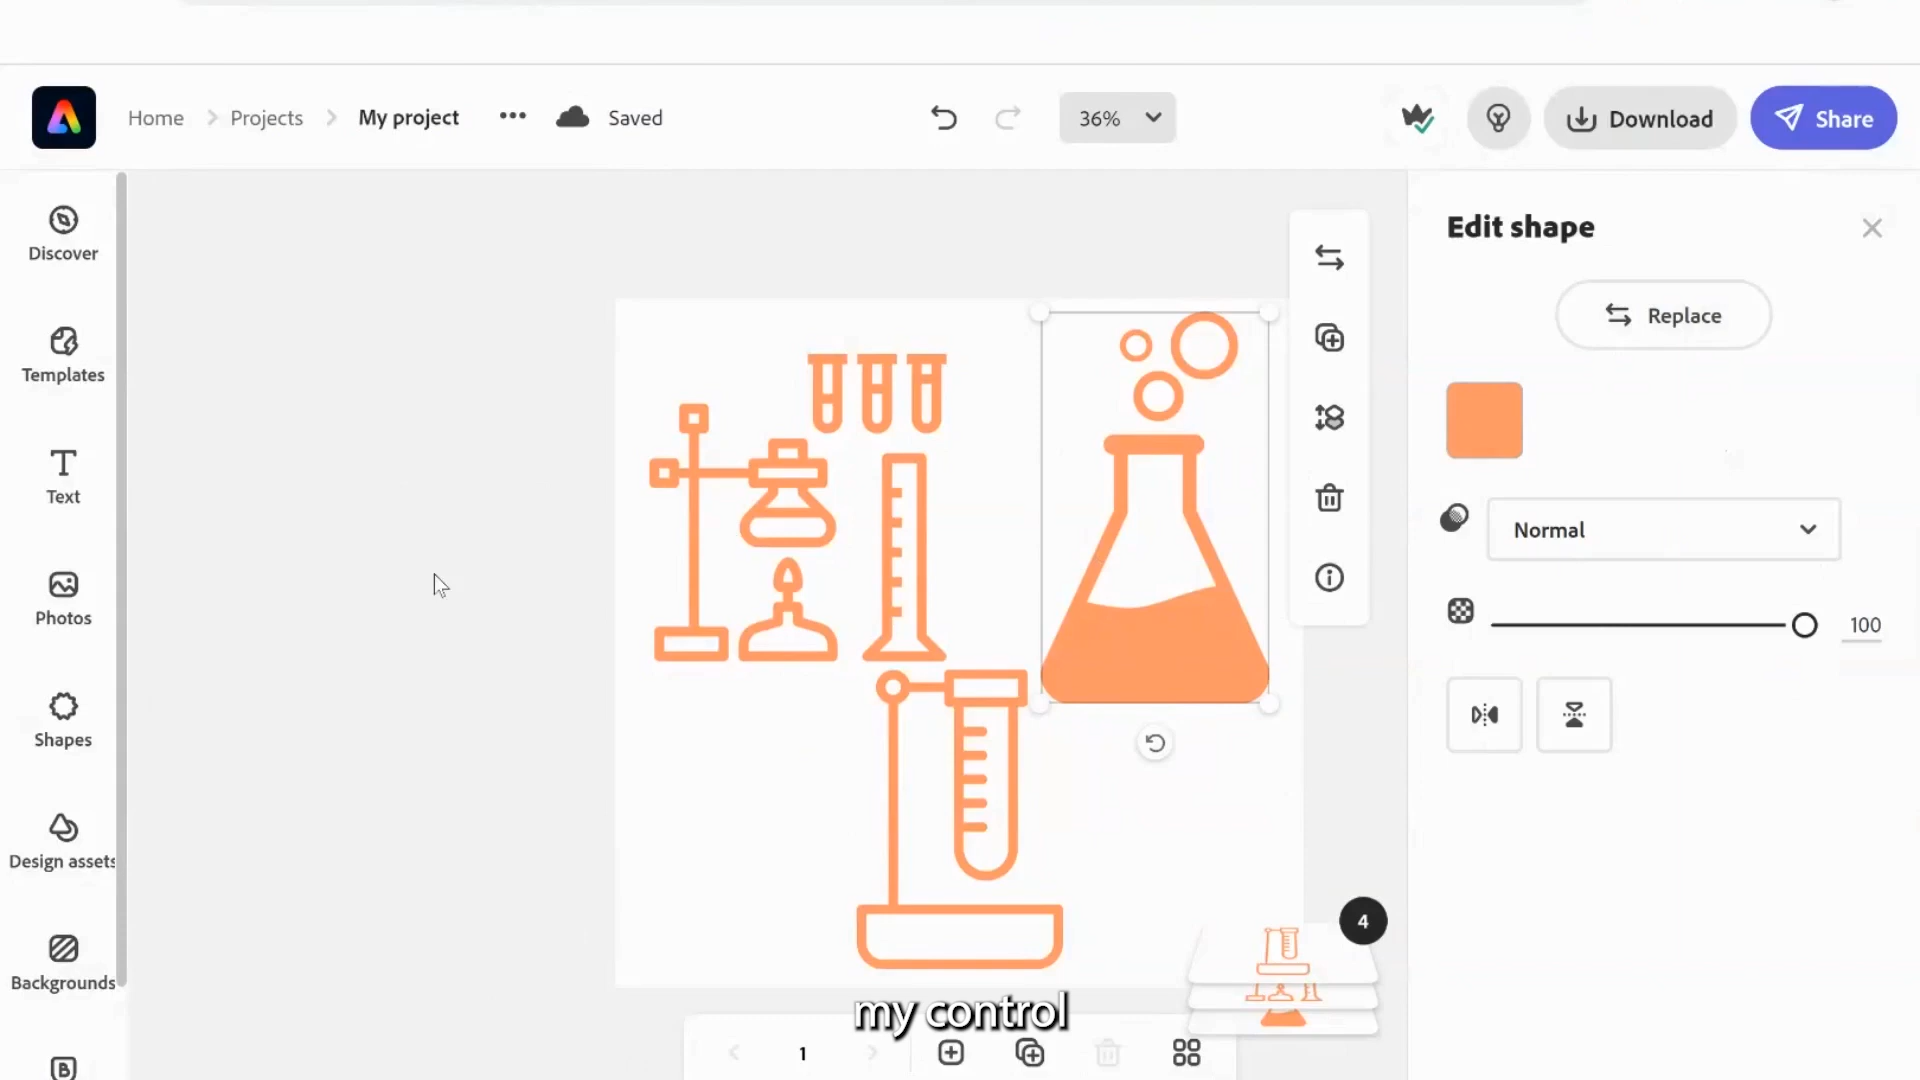 Home
Projects
My project
Saved
36%
Download
Share
Discover
Templates
Text
Photos
Shapes
Design assets
Backgrounds
Edit shape
Replace
Normal
100
4
my control
1